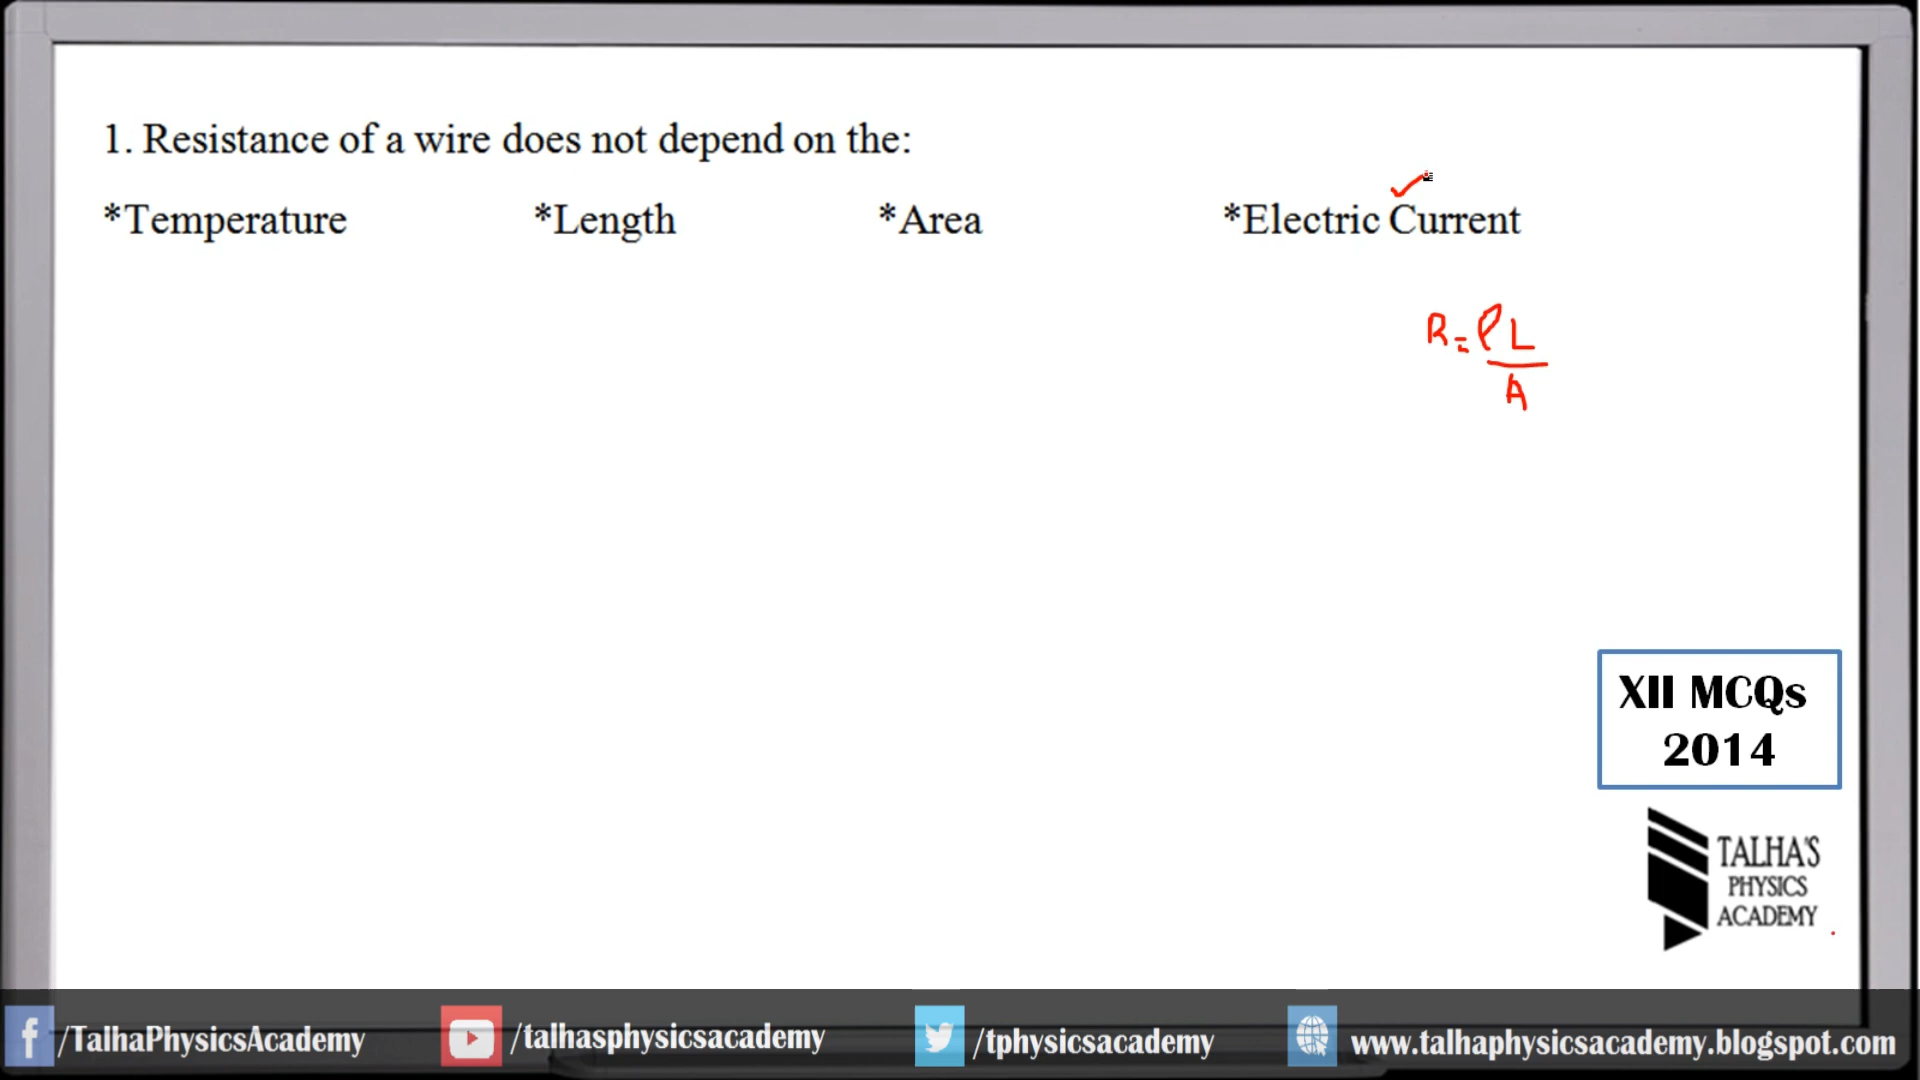 1. Resistance of a wire does not depend on the:
*Temperature *Length *Area *Electric Current
R = ρL
A
XII MCQs
2014
TALHA'S
PHYSICS
ACADEMY
/TalhaPhysicsAcademy /talhasphysicsacademy /tphysicsacademy www.talhaphysicsacademy.blogspot.com